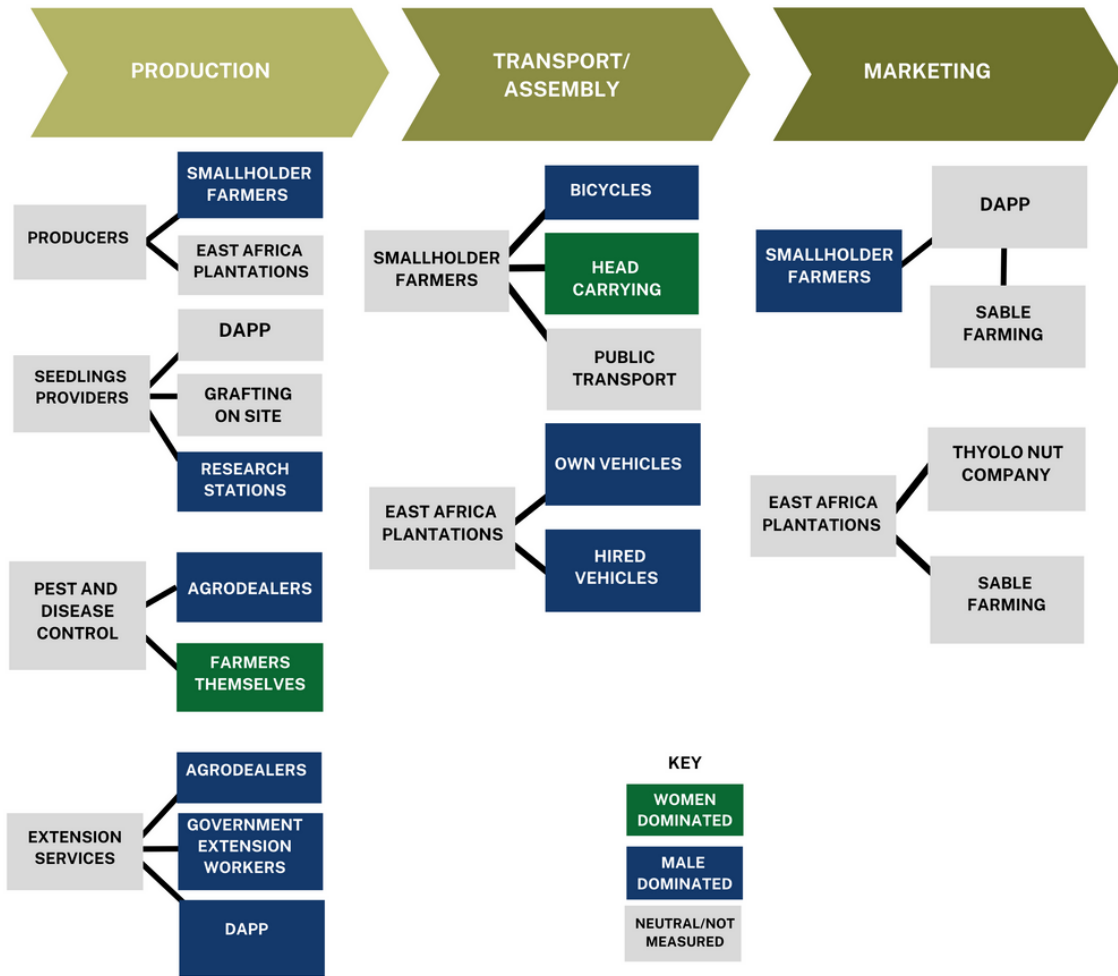 PRODUCTION
TRANSPORT/
ASSEMBLY
MARKETING
PRODUCERS
SMALLHOLDER
FARMERS
EAST AFRICA
PLANTATIONS
SEEDLINGS
PROVIDERS
DAPP
GRAFTING
ON SITE
RESEARCH
STATIONS
PEST AND
DISEASE
CONTROL
AGRODEALERS
FARMERS
THEMSELVES
EXTENSION
SERVICES
AGRODEALERS
GOVERNMENT
EXTENSION
WORKERS
DAPP
SMALLHOLDER
FARMERS
BICYCLES
HEAD
CARRYING
PUBLIC
TRANSPORT
EAST AFRICA
PLANTATIONS
OWN VEHICLES
HIRED
VEHICLES
SMALLHOLDER
FARMERS
DAPP
SABLE
FARMING
EAST AFRICA
PLANTATIONS
THYOLO NUT
COMPANY
SABLE
FARMING
KEY
WOMEN
DOMINATED
MALE
DOMINATED
NEUTRAL/NOT
MEASURED